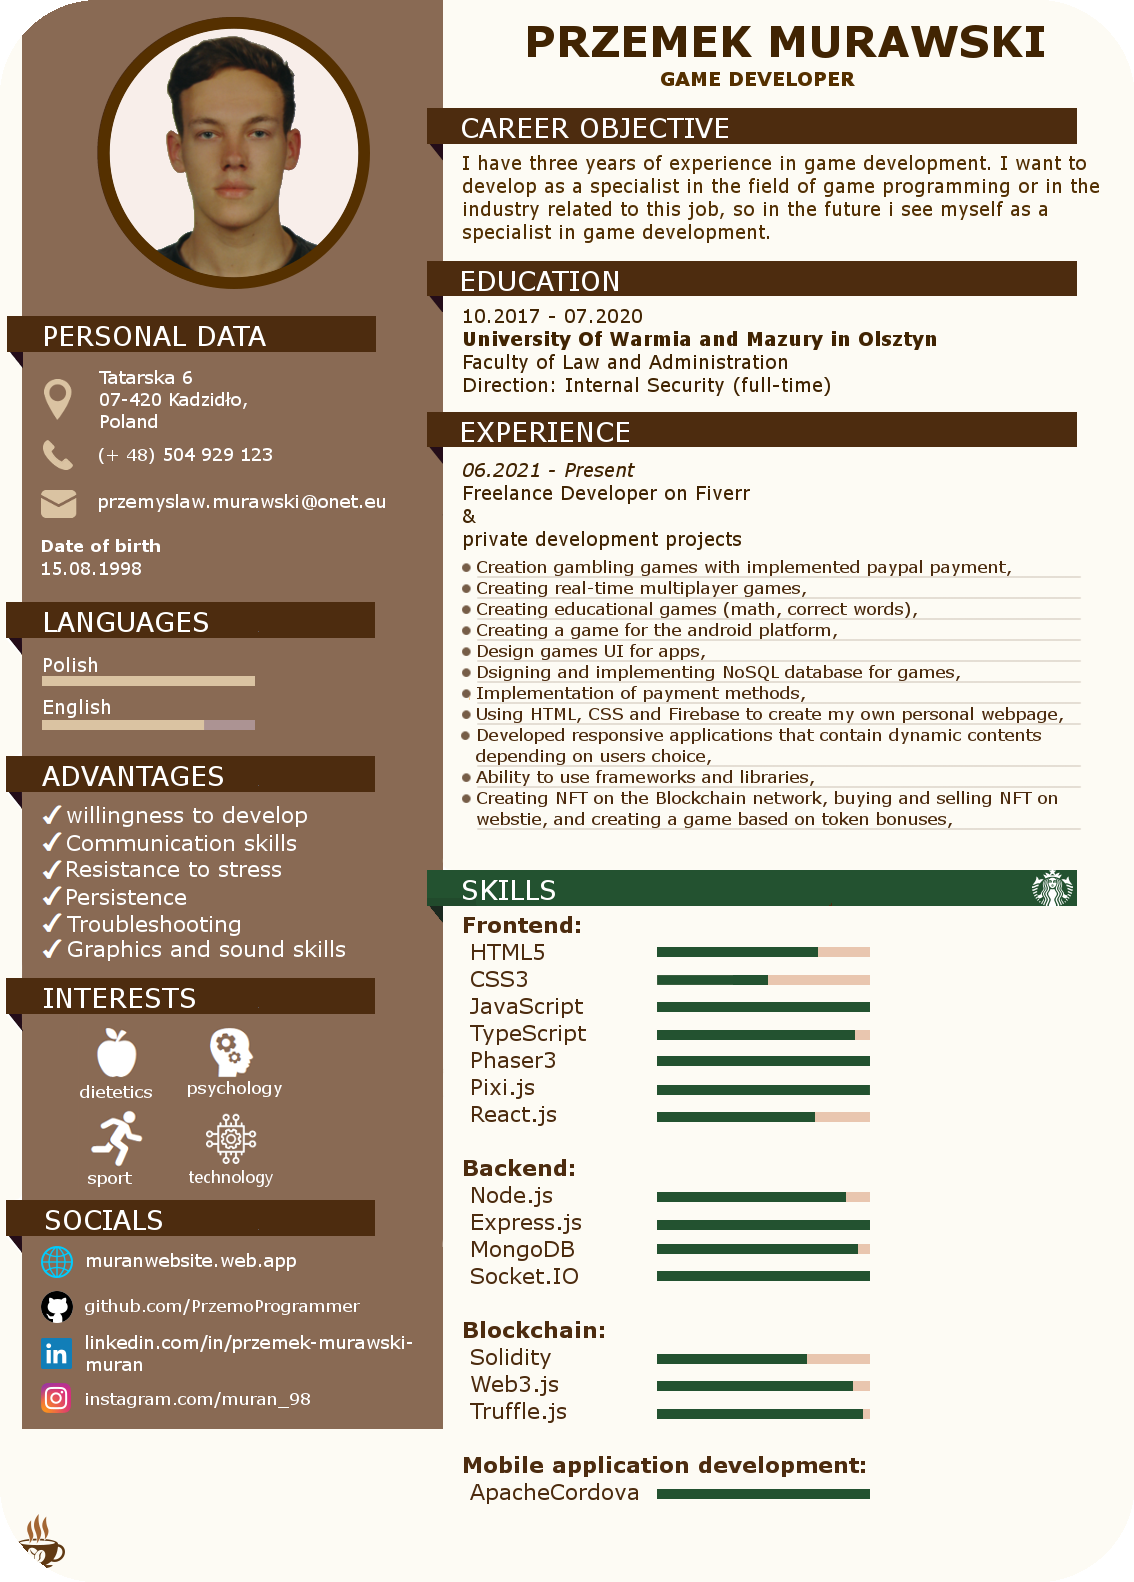 PRZEMEK MURAWSKI
GAME DEVELOPER
CAREER OBJECTIVE
I have three years of experience in game development. I want to
develop as a specialist in the field of game programming or in the
industry related to this job, so in the future i see myself as a
specialist in game development.
EDUCATION
10.2017 - 07.2020
University Of Warmia and Mazury in Olsztyn
Faculty of Law and Administration
Direction: Internal Security (full-time)
EXPERIENCE
06.2021 - Present
Freelance Developer on Fiverr
&
private development projects
Creation gambling games with implemented paypal payment,
Creating real-time multiplayer games,
Creating educational games (math, correct words),
Creating a game for the android platform,
Design games UI for apps,
Dsigning and implementing NoSQL database for games,
Implementation of payment methods,
Using HTML, CSS and Firebase to create my own personal webpage,
Developed responsive applications that contain dynamic contents
depending on users choice,
Ability to use frameworks and libraries,
Creating NFT on the Blockchain network, buying and selling NFT on
webstie, and creating a game based on token bonuses,
SKILLS
Frontend:
HTML5
CSS3
JavaScript
TypeScript
Phaser3
Pixi.js
React.js
Backend:
Node.js
Express.js
MongoDB
Socket.IO
Blockchain:
Solidity
Web3.js
Truffle.js
Mobile application development:
ApacheCordova
PERSONAL DATA
Tatarska 6
07-420 Kadzidło,
Poland
(+ 48) 504 929 123
przemyslaw.murawski@onet.eu
Date of birth
15.08.1998
LANGUAGES
Polish
English
ADVANTAGES
willingness to develop
Communication skills
Resistance to stress
Persistence
Troubleshooting
Graphics and sound skills
INTERESTS
dietetics
psychology
sport
technology
SOCIALS
muranwebsite.web.app
github.com/PrzemoProgrammer
linkedin.com/in/przemek-murawski-
muran
instagram.com/muran_98